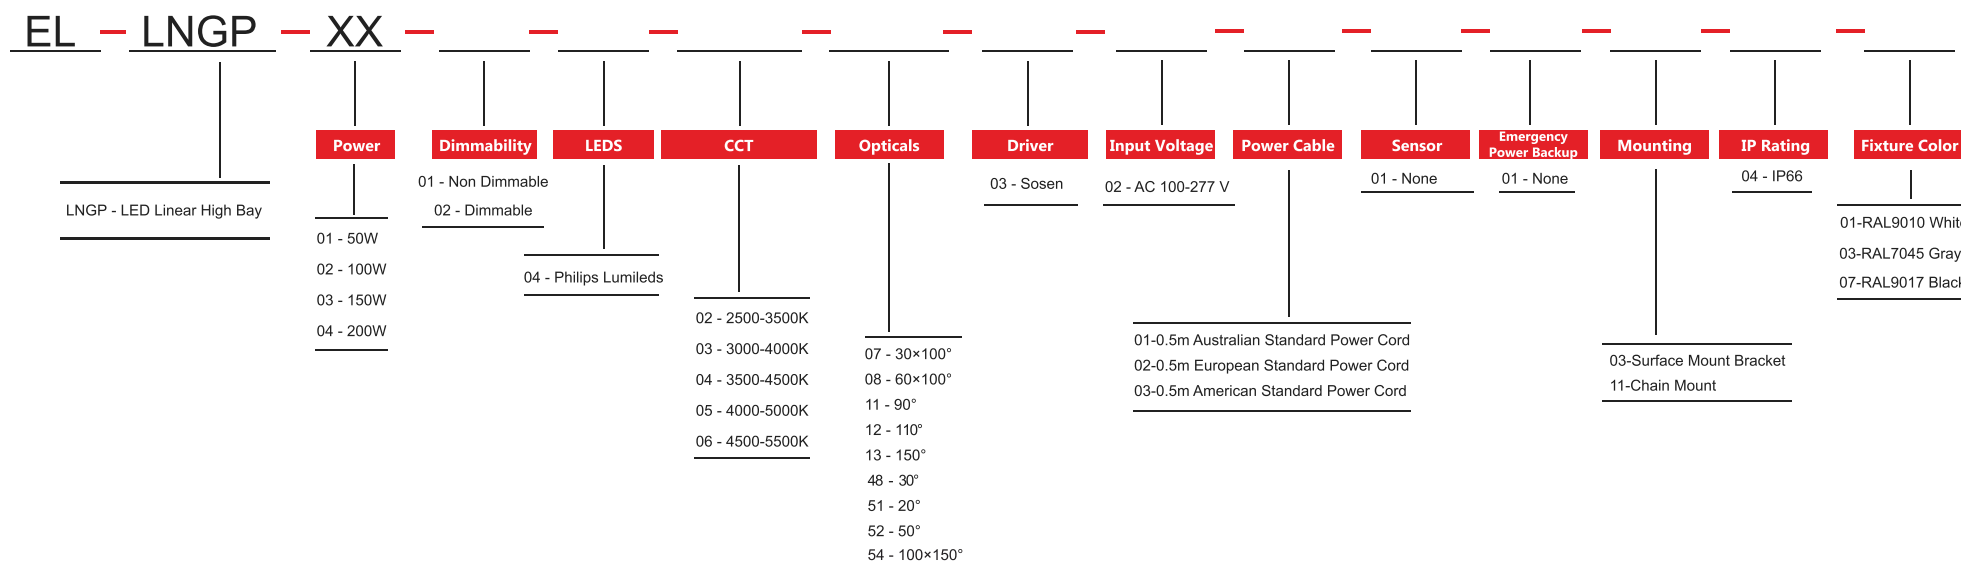 EL – LNGP – XX – – – – – – – – – – – – –
LNGP - LED Linear High Bay
Power
01 - 50W
02 - 100W
03 - 150W
04 - 200W
Dimmability
01 - Non Dimmable
02 - Dimmable
LEDS
04 - Philips Lumileds
CCT
02 - 2500-3500K
03 - 3000-4000K
04 - 3500-4500K
05 - 4000-5000K
06 - 4500-5500K
Opticals
07 - 30×100°
08 - 60×100°
11 - 90°
12 - 110°
13 - 150°
48 - 30°
51 - 20°
52 - 50°
54 - 100×150°
Driver
03 - Sosen
Input Voltage
02 - AC 100-277 V
Power Cable
01-0.5m Australian Standard Power Cord
02-0.5m European Standard Power Cord
03-0.5m American Standard Power Cord
Sensor
01 - None
Emergency
Power Backup
01 - None
Mounting
03-Surface Mount Bracket
11-Chain Mount
IP Rating
04 - IP66
Fixture Color
01-RAL9010 White
03-RAL7045 Gray
07-RAL9017 Black